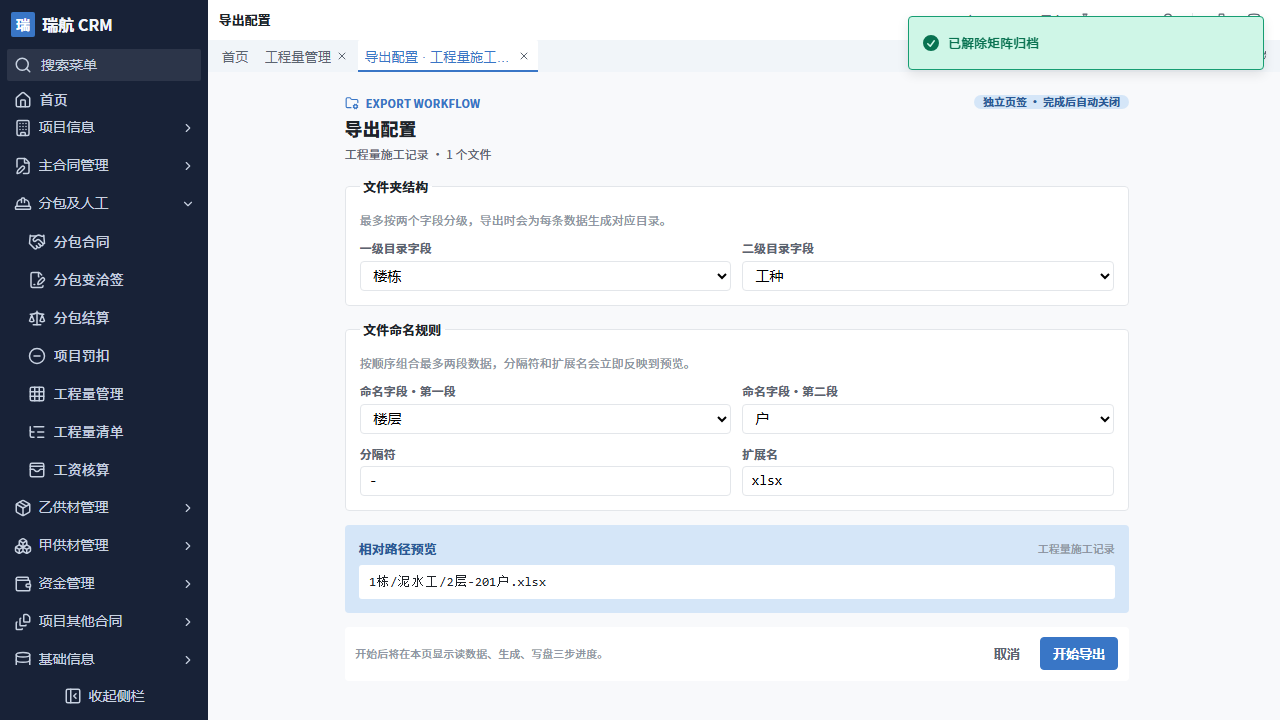 瑞 瑞航 CRM
搜索菜单
首页
项目信息
主合同管理
分包及人工
分包合同
分包变洽签
分包结算
项目罚扣
工程量管理
工程量清单
工资核算
乙供材管理
甲供材管理
资金管理
项目其他合同
基础信息
收起侧栏
导出配置
已解除矩阵归档
首页 工程量管理 导出配置 · 工程量施工…
EXPORT WORKFLOW
独立页签 · 完成后自动关闭
导出配置
工程量施工记录 · 1 个文件
文件夹结构
最多按两个字段分级，导出时会为每条数据生成对应目录。
一级目录字段 二级目录字段
楼栋 工种
文件命名规则
按顺序组合最多两段数据，分隔符和扩展名会立即反映到预览。
命名字段 · 第一段 命名字段 · 第二段
楼层 户
分隔符 扩展名
- xlsx
相对路径预览 工程量施工记录
1栋/泥水工/2层-201户.xlsx
开始后将在本页显示读数据、生成、写盘三步进度。
取消 开始导出